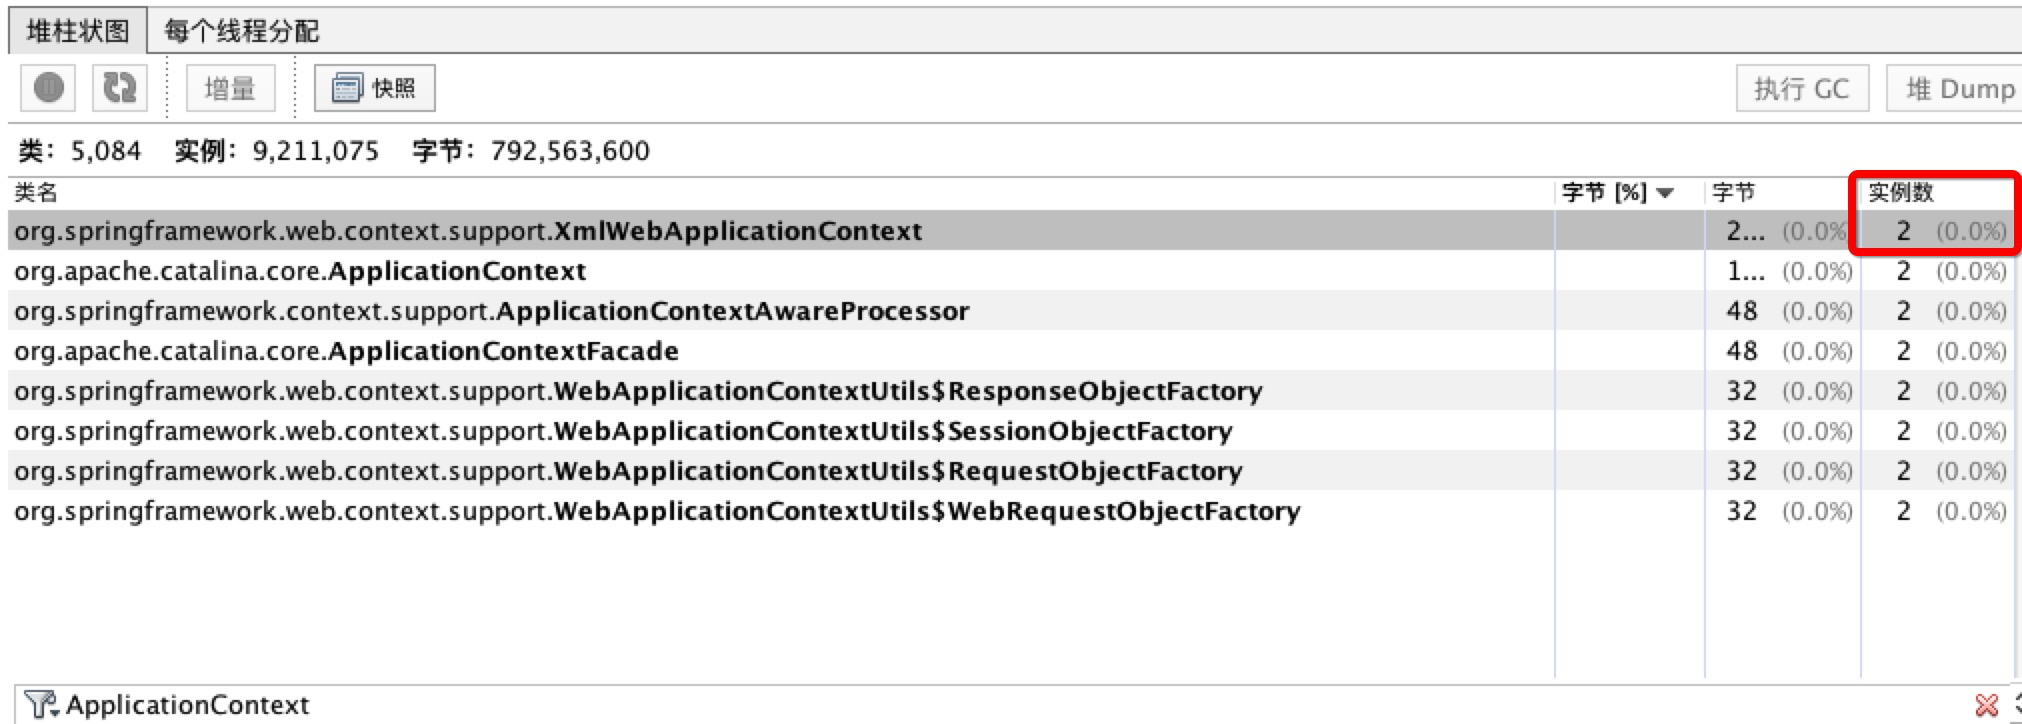 堆柱状图 每个线程分配
增量 快照 执行 GC 堆 Dump
类： 5,084 实例： 9,211,075 字节： 792,563,600
类名 字节 [%] 字节 实例数
org.springframework.web.context.support.XmlWebApplicationContext 2... (0.0%) 2 (0.0%)
org.apache.catalina.core.ApplicationContext 1... (0.0%) 2 (0.0%)
org.springframework.context.support.ApplicationContextAwareProcessor 48 (0.0%) 2 (0.0%)
org.apache.catalina.core.ApplicationContextFacade 48 (0.0%) 2 (0.0%)
org.springframework.web.context.support.WebApplicationContextUtils$ResponseObjectFactory 32 (0.0%) 2 (0.0%)
org.springframework.web.context.support.WebApplicationContextUtils$SessionObjectFactory 32 (0.0%) 2 (0.0%)
org.springframework.web.context.support.WebApplicationContextUtils$RequestObjectFactory 32 (0.0%) 2 (0.0%)
org.springframework.web.context.support.WebApplicationContextUtils$WebRequestObjectFactory 32 (0.0%) 2 (0.0%)
ApplicationContext